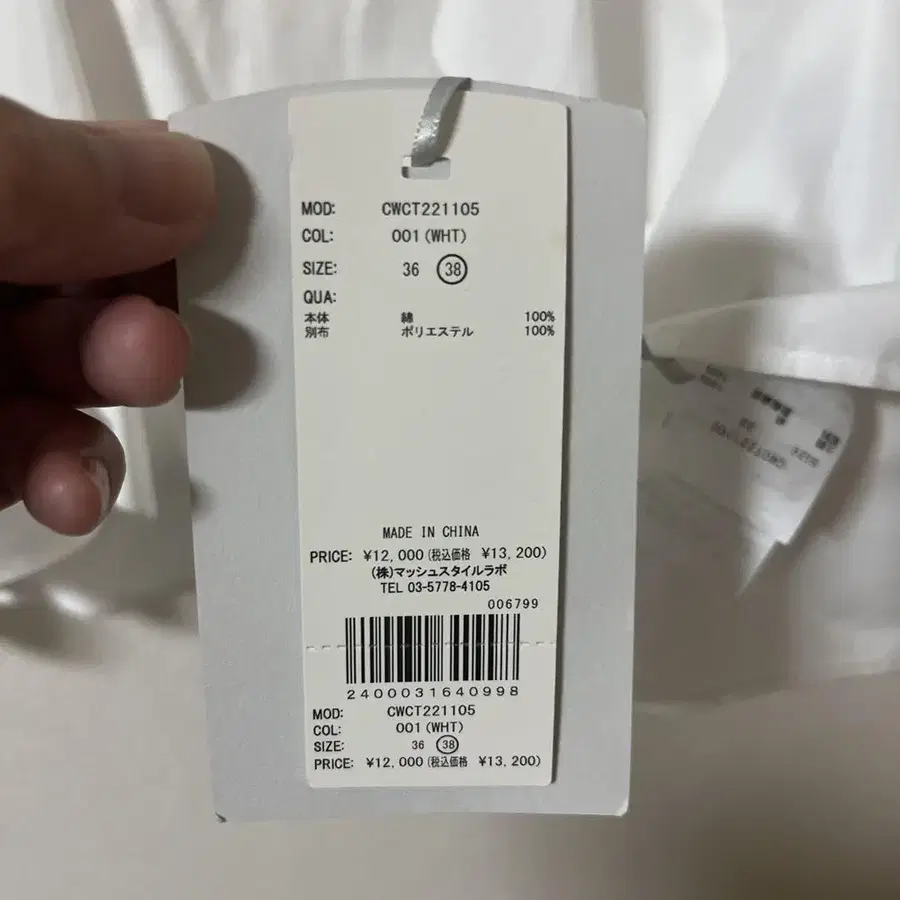 MOD: CWCT221105
COL: 001(WHT)
SIZE: 36 38
QUA:
本体 綿 100%
別布 ポリエステル 100%
MADE IN CHINA
PRICE: ¥12,000(税込価格 ¥13,200)
(株)マッシュスタイルラボ
TEL 03-5778-4105
006799
2400031640998
MOD: CWCT221105
COL: 001(WHT)
SIZE: 36 38
PRICE: ¥12,000(税込価格 ¥13,200)